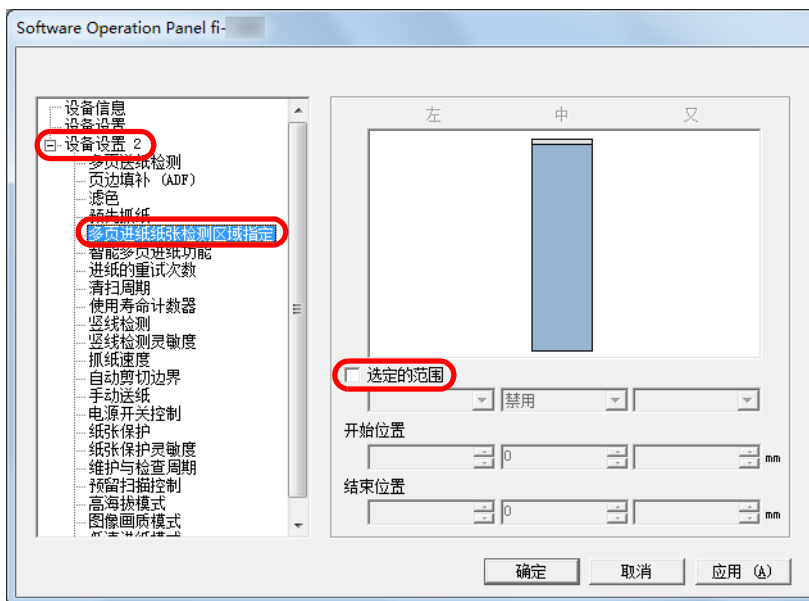 Software Operation Panel fi-
设备信息
设备设置
设备设置 2
多页送纸检测
页边填补 (ADF)
滤色
预先抓纸
多页进纸纸张检测区域指定
智能多页进纸功能
进纸的重试次数
清扫周期
使用寿命计数器
竖线检测
竖线检测灵敏度
抓纸速度
自动剪切边界
手动送纸
电源开关控制
纸张保护
纸张保护灵敏度
维护与检查周期
预留扫描控制
高海拔模式
图像画质模式
低速进纸模式
左 中 又
选定的范围
禁用
开始位置
0 mm
结束位置
0 mm
确定 取消 应用 (A)